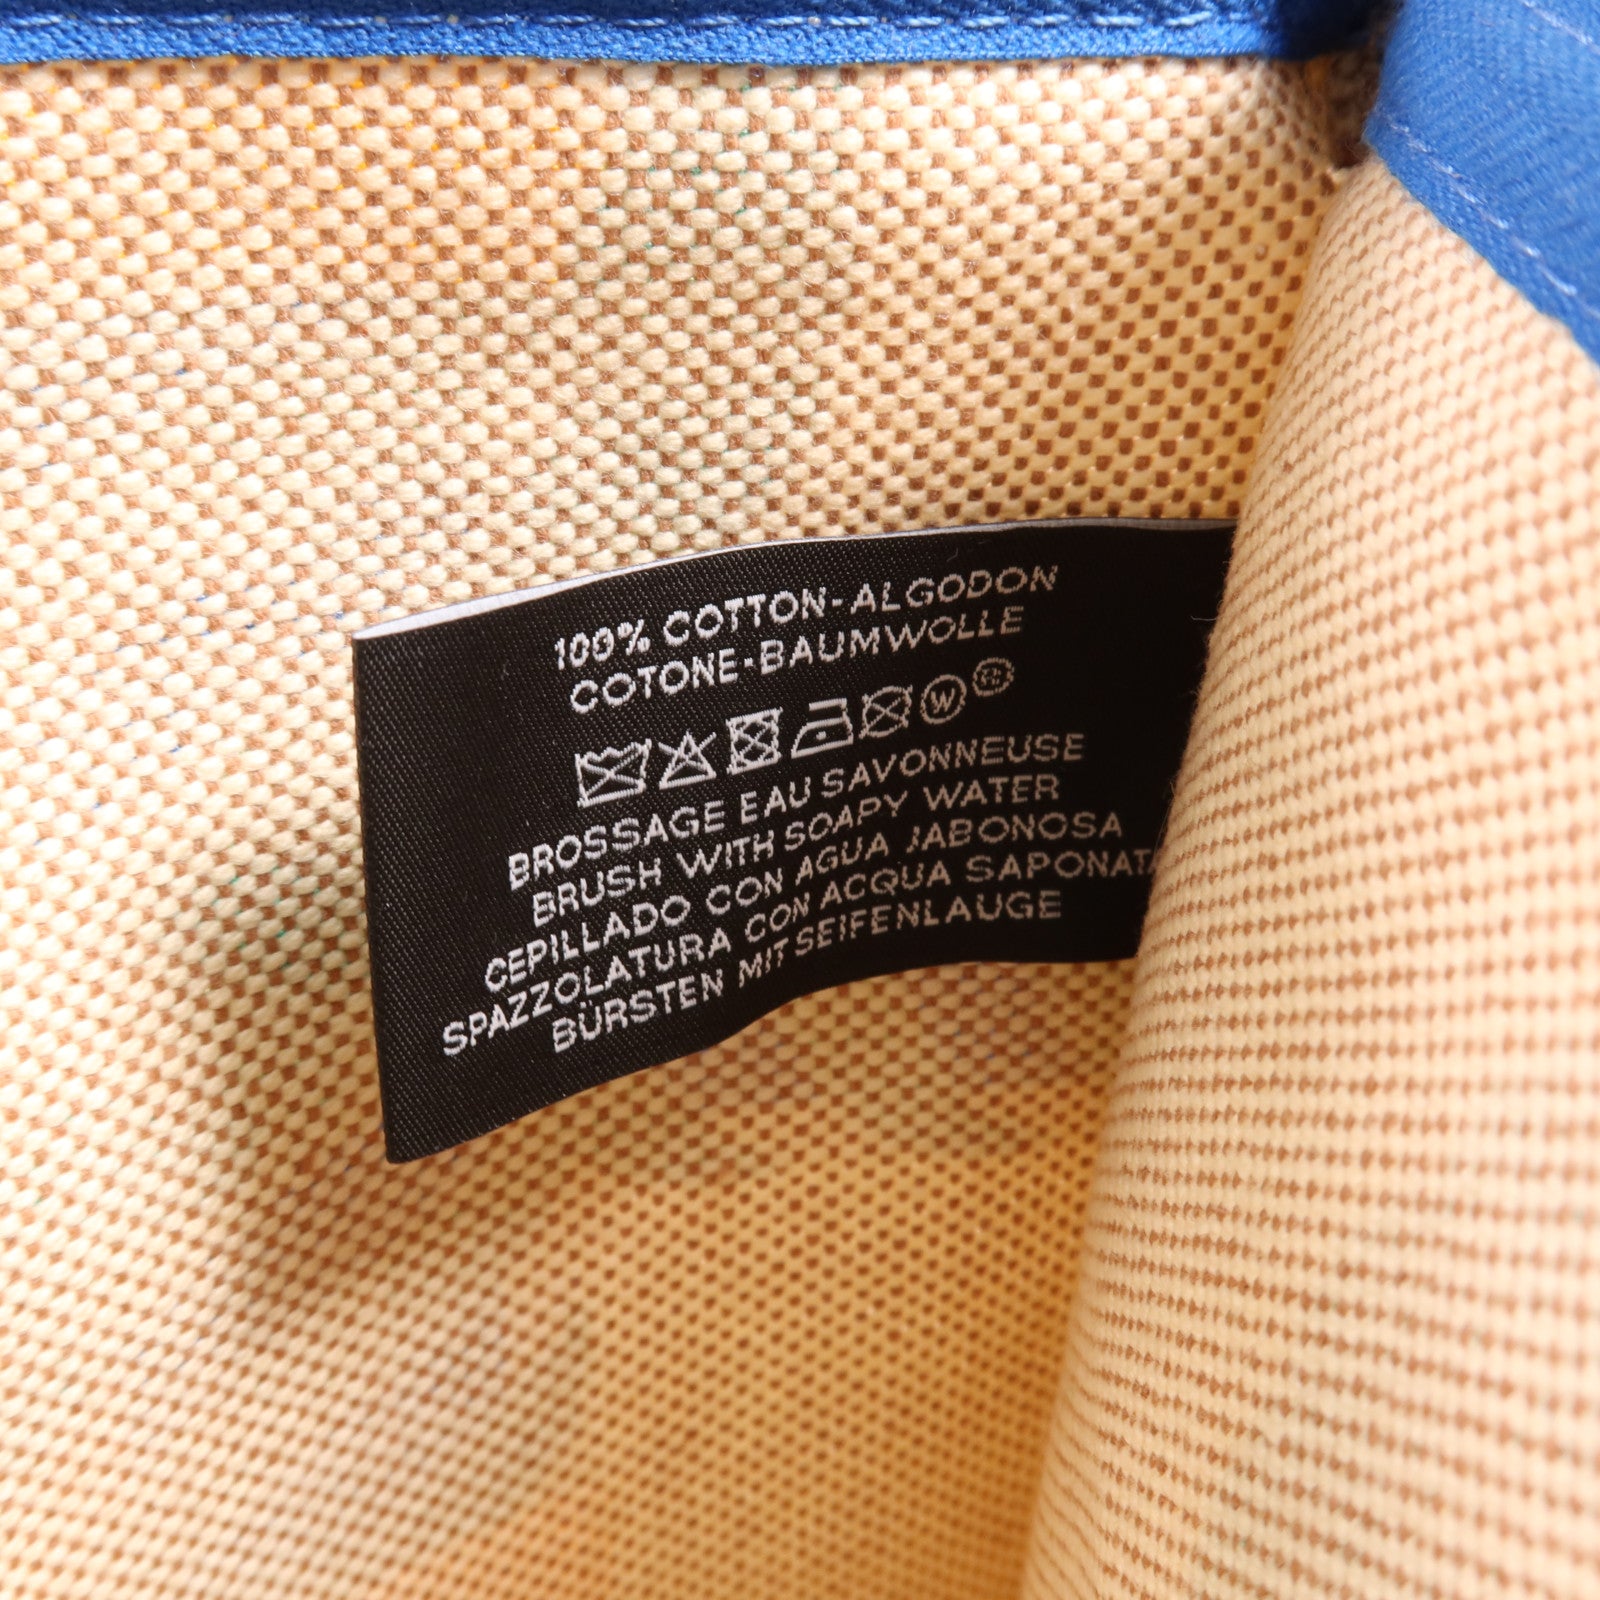 100% COTTON-ALGODON
COTONE-BAUMWOLLE
W
BROSSAGE EAU SAVONNEUSE
BRUSH WITH SOAPY WATER
CEPILLADO CON AGUA JABONOSA
SPAZZOLATURA CON ACQUA SAPONATA
BÜRSTEN MIT SEIFENLAUGE